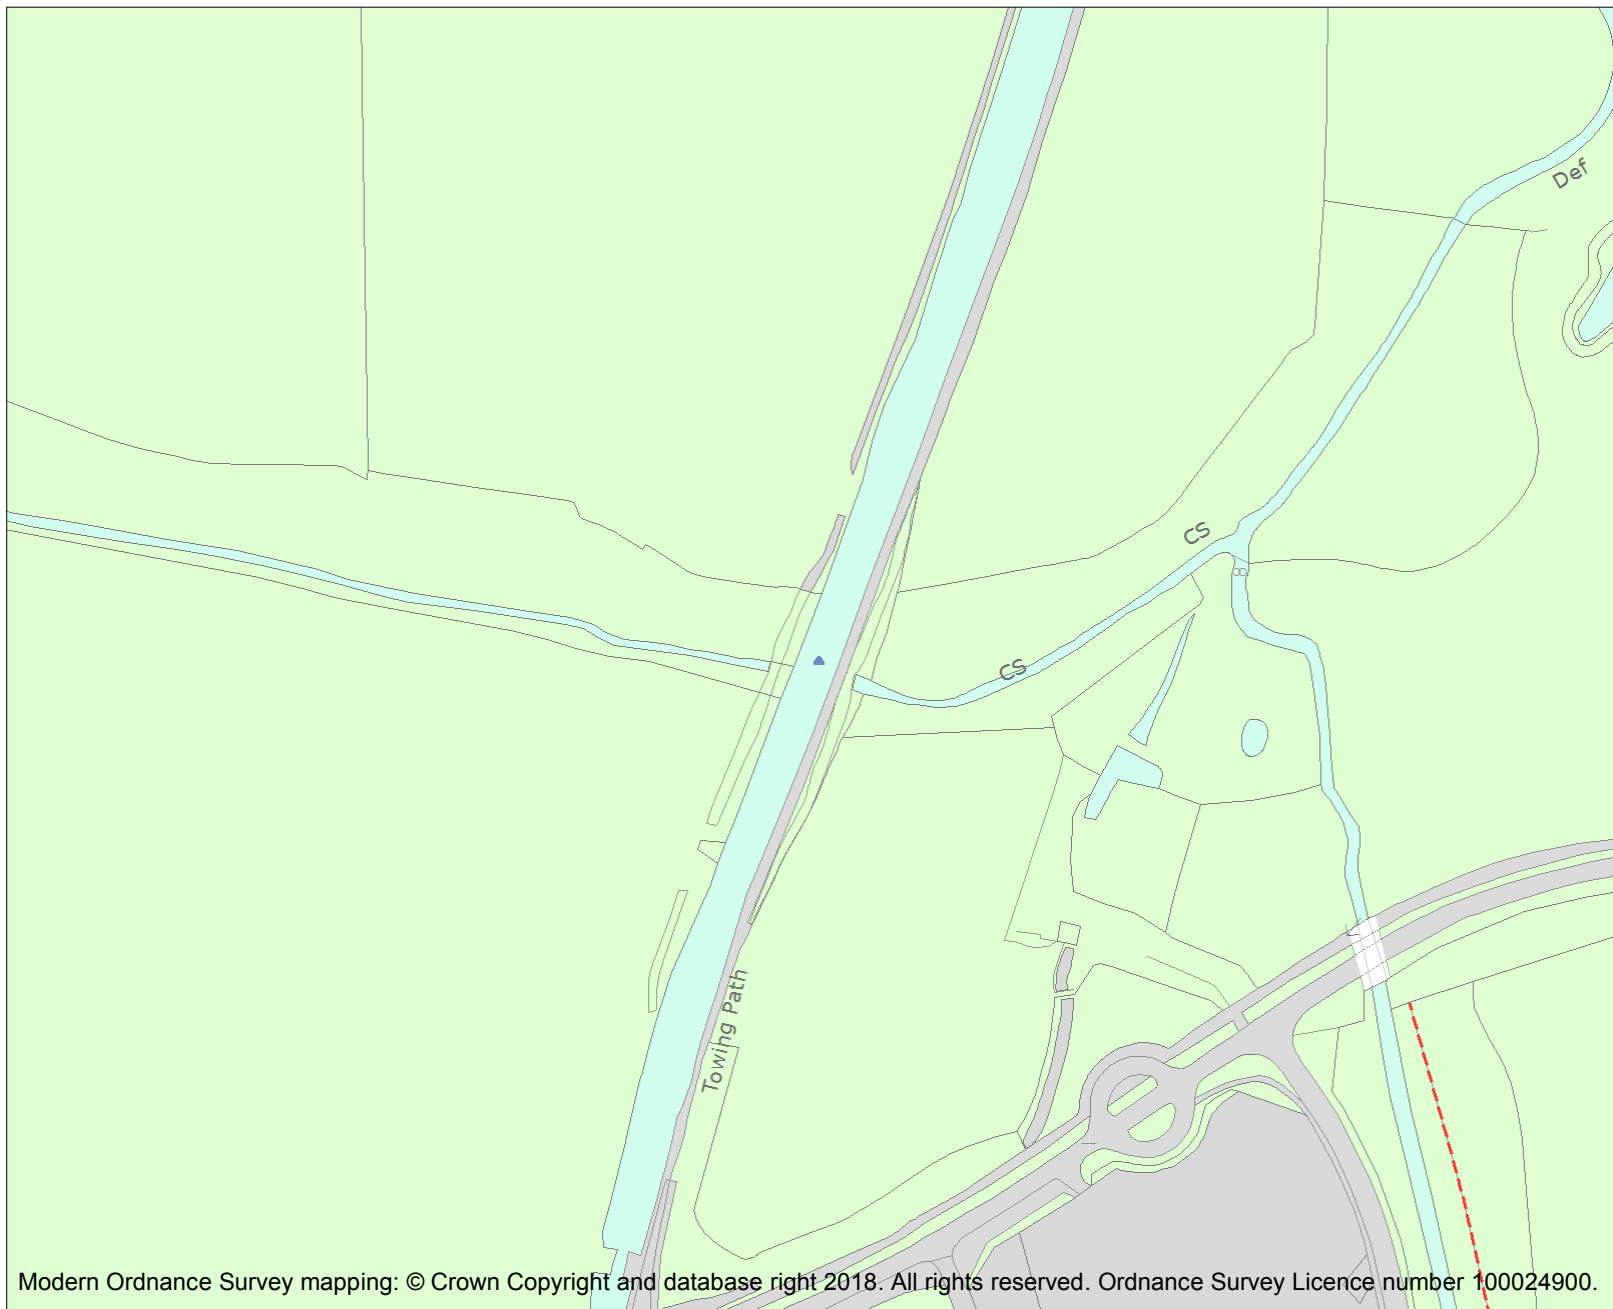 Def
CS
CS
Towing Path
Modern Ordnance Survey mapping: © Crown Copyright and database right 2018. All rights reserved. Ordnance Survey Licence number 100024900.